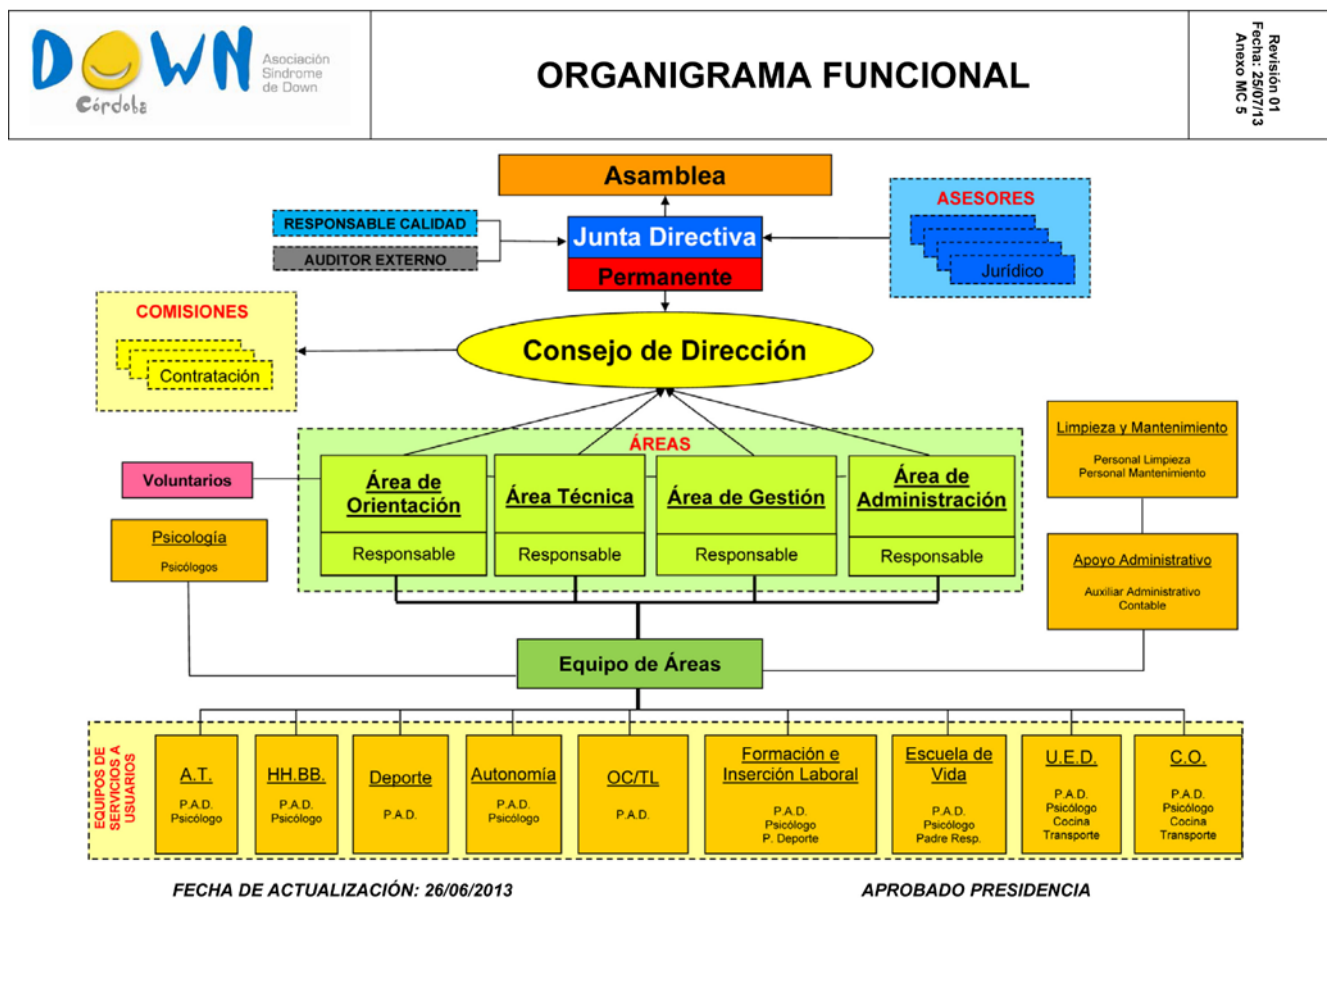 DOWN
Córdoba
Asociación
Síndrome
de Down
ORGANIGRAMA FUNCIONAL
Revisión 01
Fecha: 25/07/13
Anexo MC 5
Asamblea
RESPONSABLE CALIDAD
AUDITOR EXTERNO
Junta Directiva
Permanente
ASESORES
Jurídico
COMISIONES
Contratación
Consejo de Dirección
ÁREAS
Voluntarios
Área de
Orientación
Responsable
Área Técnica
Responsable
Área de Gestión
Responsable
Área de
Administración
Responsable
Limpieza y Mantenimiento
Personal Limpieza
Personal Mantenimiento
Psicología
Psicólogos
Apoyo Administrativo
Auxiliar Administrativo
Contable
Equipo de Áreas
EQUIPOS DE
SERVICIOS A
USUARIOS
A.T.
P.A.D.
Psicólogo
HH.BB.
P.A.D.
Psicólogo
Deporte
P.A.D.
Autonomía
P.A.D.
Psicólogo
OC/TL
P.A.D.
Formación e
Inserción Laboral
P.A.D.
Psicólogo
P. Deporte
Escuela de
Vida
P.A.D.
Psicólogo
Padre Resp.
U.E.D.
P.A.D.
Psicólogo
Cocina
Transporte
C.O.
P.A.D.
Psicólogo
Cocina
Transporte
FECHA DE ACTUALIZACIÓN: 26/06/2013
APROBADO PRESIDENCIA